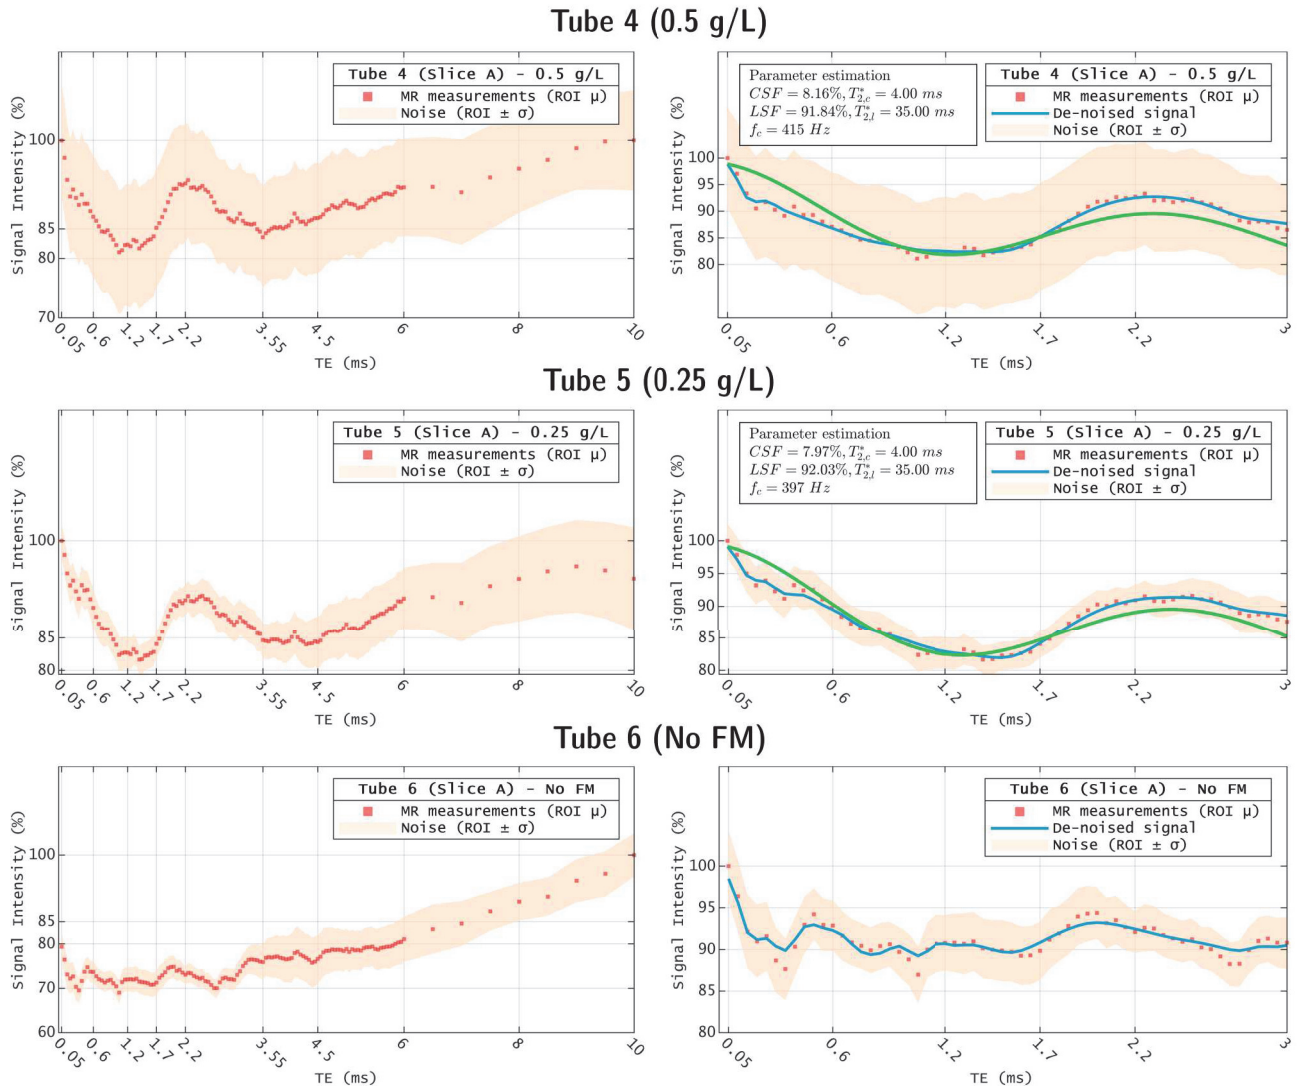 Tube 4 (0.5 g/L)
Tube 4 (Slice A) - 0.5 g/L
MR measurements (ROI μ)
Noise (ROI ± σ)
Signal Intensity (%)
100
85
80
70
0.05
0.6
1.2
1.7
2.2
3.55
4.5
6
8
10
TE (ms)
Parameter estimation
CSF = 8.16%, T*2,c = 4.00 ms
LSF = 91.84%, T*2,l = 35.00 ms
fc = 415 Hz
Tube 4 (Slice A) - 0.5 g/L
MR measurements (ROI μ)
De-noised signal
Noise (ROI ± σ)
Signal Intensity (%)
100
95
90
85
80
0.05
0.6
1.2
1.7
2.2
3
TE (ms)
Tube 5 (0.25 g/L)
Tube 5 (Slice A) - 0.25 g/L
MR measurements (ROI μ)
Noise (ROI ± σ)
Signal Intensity (%)
100
85
80
0.05
0.6
1.2
1.7
2.2
3.55
4.5
6
8
10
TE (ms)
Parameter estimation
CSF = 7.97%, T*2,c = 4.00 ms
LSF = 92.03%, T*2,l = 35.00 ms
fc = 397 Hz
Tube 5 (Slice A) - 0.25 g/L
MR measurements (ROI μ)
De-noised signal
Noise (ROI ± σ)
Signal Intensity (%)
100
95
90
85
80
0.05
0.6
1.2
1.7
2.2
3
TE (ms)
Tube 6 (No FM)
Tube 6 (Slice A) - No FM
MR measurements (ROI μ)
Noise (ROI ± σ)
Signal Intensity (%)
100
85
80
70
60
0.05
0.6
1.2
1.7
2.2
3.55
4.5
6
8
10
TE (ms)
Tube 6 (Slice A) - No FM
MR measurements (ROI μ)
De-noised signal
Noise (ROI ± σ)
Signal Intensity (%)
100
95
90
85
80
0.05
0.6
1.2
1.7
2.2
3
TE (ms)